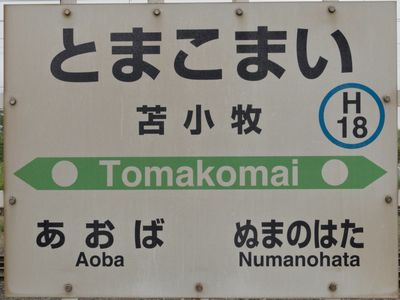 とまこまい
苫小牧
H
18
Tomakomai
あおば ぬまのはた
Aoba Numanohata